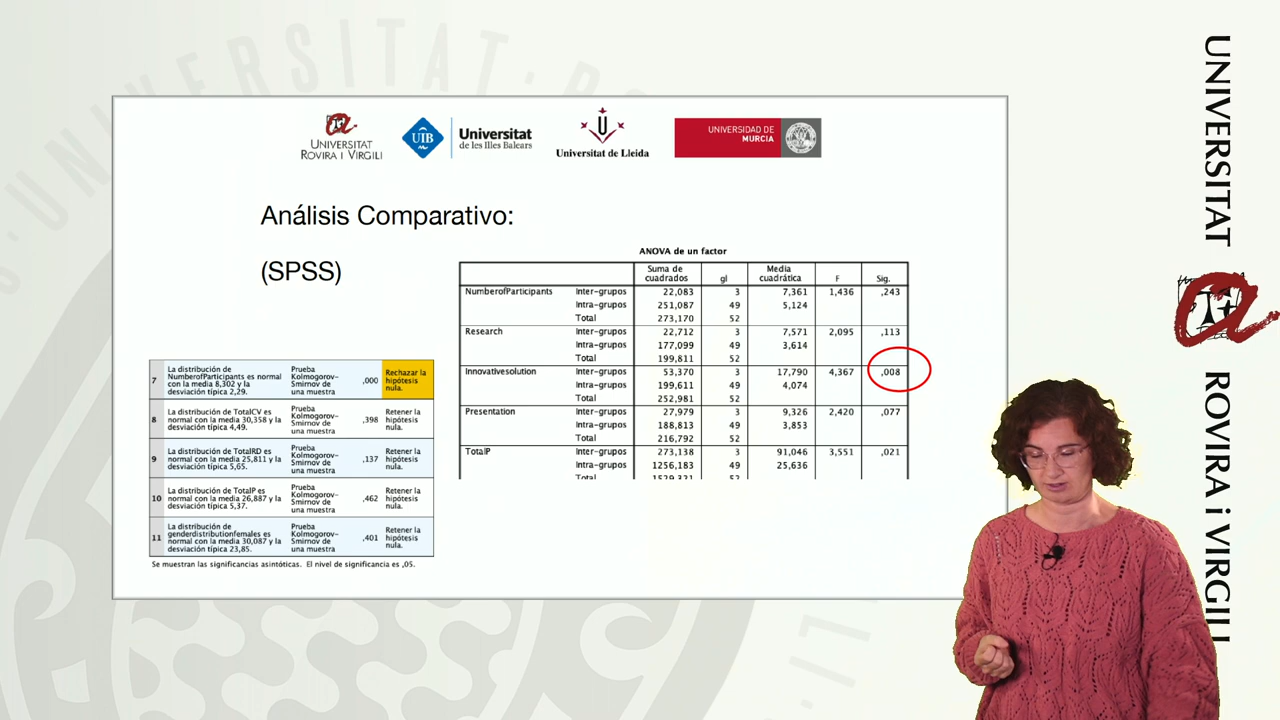 UNIVERSITAT
ROVIRA I VIRGILI
UIB
Universitat
de les Illes Balears
Universitat de Lleida
UNIVERSIDAD DE
MURCIA
Análisis Comparativo:
(SPSS)
ANOVA de un factor
Suma de cuadrados gl Media cuadrática F Sig.
NumberofParticipants Inter-grupos 22,083 3 7,361 1,436 ,243
Intra-grupos 251,087 49 5,124
Total 273,170 52
Research Inter-grupos 22,712 3 7,571 2,095 ,113
Intra-grupos 177,099 49 3,614
Total 199,811 52
Innovativesolution Inter-grupos 53,370 3 17,790 4,367 ,008
Intra-grupos 199,611 49 4,074
Total 252,981 52
Presentation Inter-grupos 27,979 3 9,326 2,420 ,077
Intra-grupos 188,813 49 3,853
Total 216,792 52
TotalP Inter-grupos 273,138 3 91,046 3,551 ,021
Intra-grupos 1256,183 49 25,636
Total 1529,321 52
7 La distribución de NumberofParticipants es normal con la media 8,302 y la desviación típica 2,29. Prueba Kolmogorov-Smirnov de una muestra ,000 Rechazar la hipótesis nula.
8 La distribución de TotalCV es normal con la media 30,358 y la desviación típica 4,49. Prueba Kolmogorov-Smirnov de una muestra ,398 Retener la hipótesis nula.
9 La distribución de TotalRD es normal con la media 25,811 y la desviación típica 5,65. Prueba Kolmogorov-Smirnov de una muestra ,137 Retener la hipótesis nula.
10 La distribución de TotalP es normal con la media 26,887 y la desviación típica 5,37. Prueba Kolmogorov-Smirnov de una muestra ,462 Retener la hipótesis nula.
11 La distribución de genderdistributionfemales es normal con la media 30,087 y la desviación típica 23,85. Prueba Kolmogorov-Smirnov de una muestra ,401 Retener la hipótesis nula.
Se muestran las significancias asintóticas. El nivel de significancia es ,05.
UNIVERSITAT ROVIRA i VIRGILI